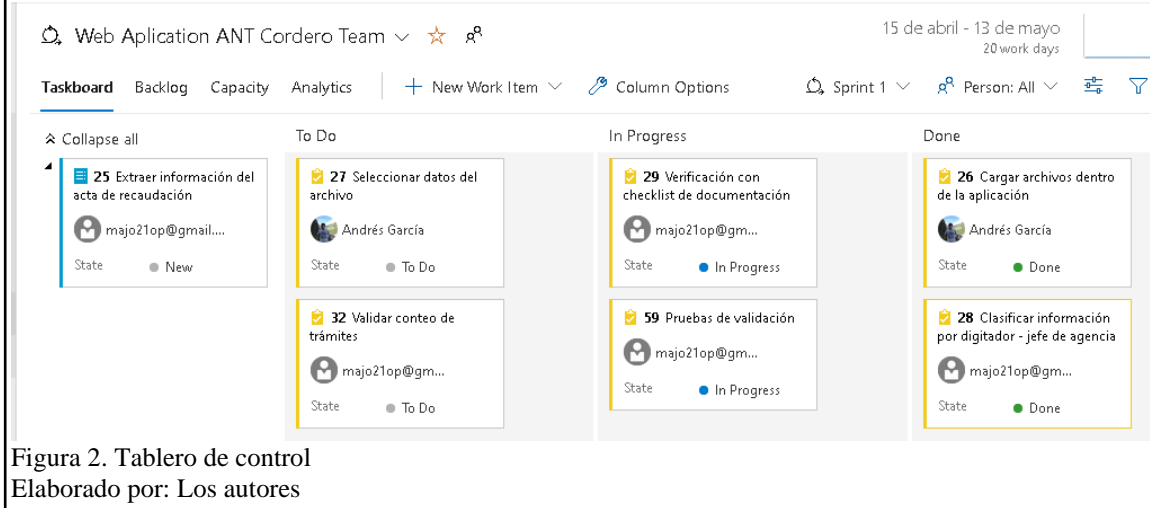 Web Aplication ANT Cordero Team
15 de abril - 13 de mayo
20 work days
Taskboard Backlog Capacity Analytics New Work Item Column Options Sprint 1 Person: All
Collapse all To Do In Progress Done
25 Extraer información del
acta de recaudación
majo21op@gmail....
State New
27 Seleccionar datos del
archivo
Andrés García
State To Do
32 Validar conteo de
trámites
majo21op@gm...
State To Do
29 Verificación con
checklist de documentación
majo21op@gm...
State In Progress
59 Pruebas de validación
majo21op@gm...
State In Progress
26 Cargar archivos dentro
de la aplicación
Andrés García
State Done
28 Clasificar información
por digitador - jefe de agencia
majo21op@gm...
State Done
Figura 2. Tablero de control
Elaborado por: Los autores